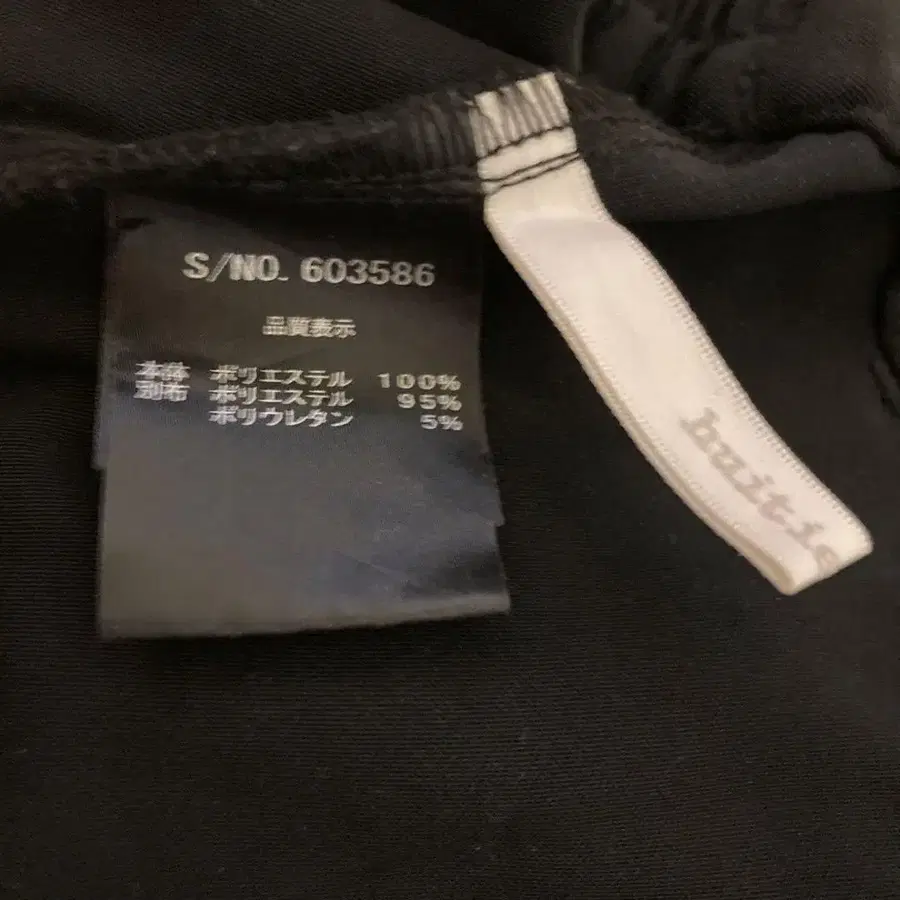 S/NO. 603586
品質表示
本体 ポリエステル 100%
別布 ポリエステル 95%
ポリウレタン 5%